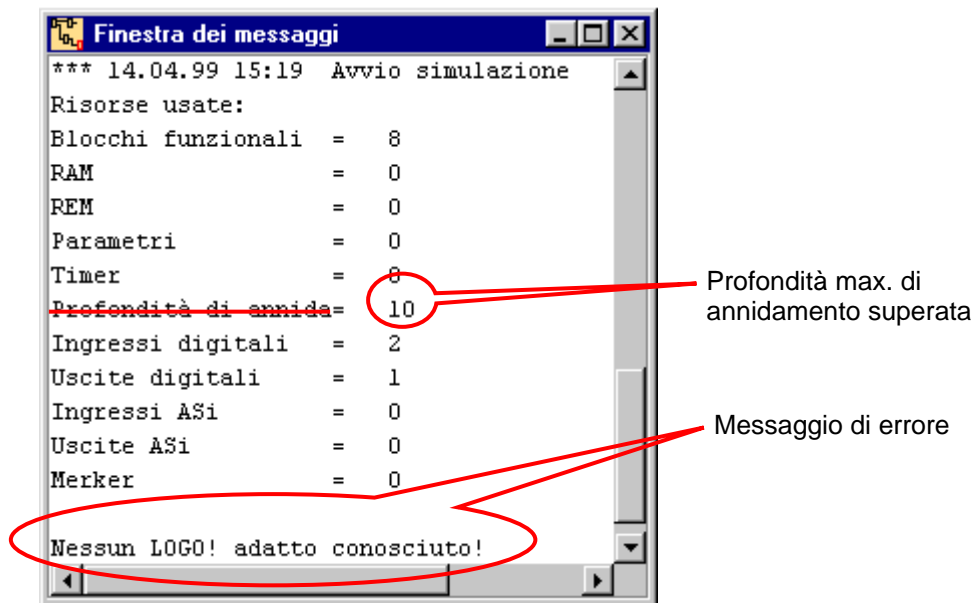 Finestra dei messaggi
*** 14.04.99 15:19 Avvio simulazione
Risorse usate:
Blocchi funzionali = 8
RAM = 0
REM = 0
Parametri = 0
Timer = 0
Profondità di annida= 10
Ingressi digitali = 2
Uscite digitali = 1
Ingressi ASi = 0
Uscite ASi = 0
Merker = 0
Nessun LOGO! adatto conosciuto!
Profondità max. di
annidamento superata
Messaggio di errore